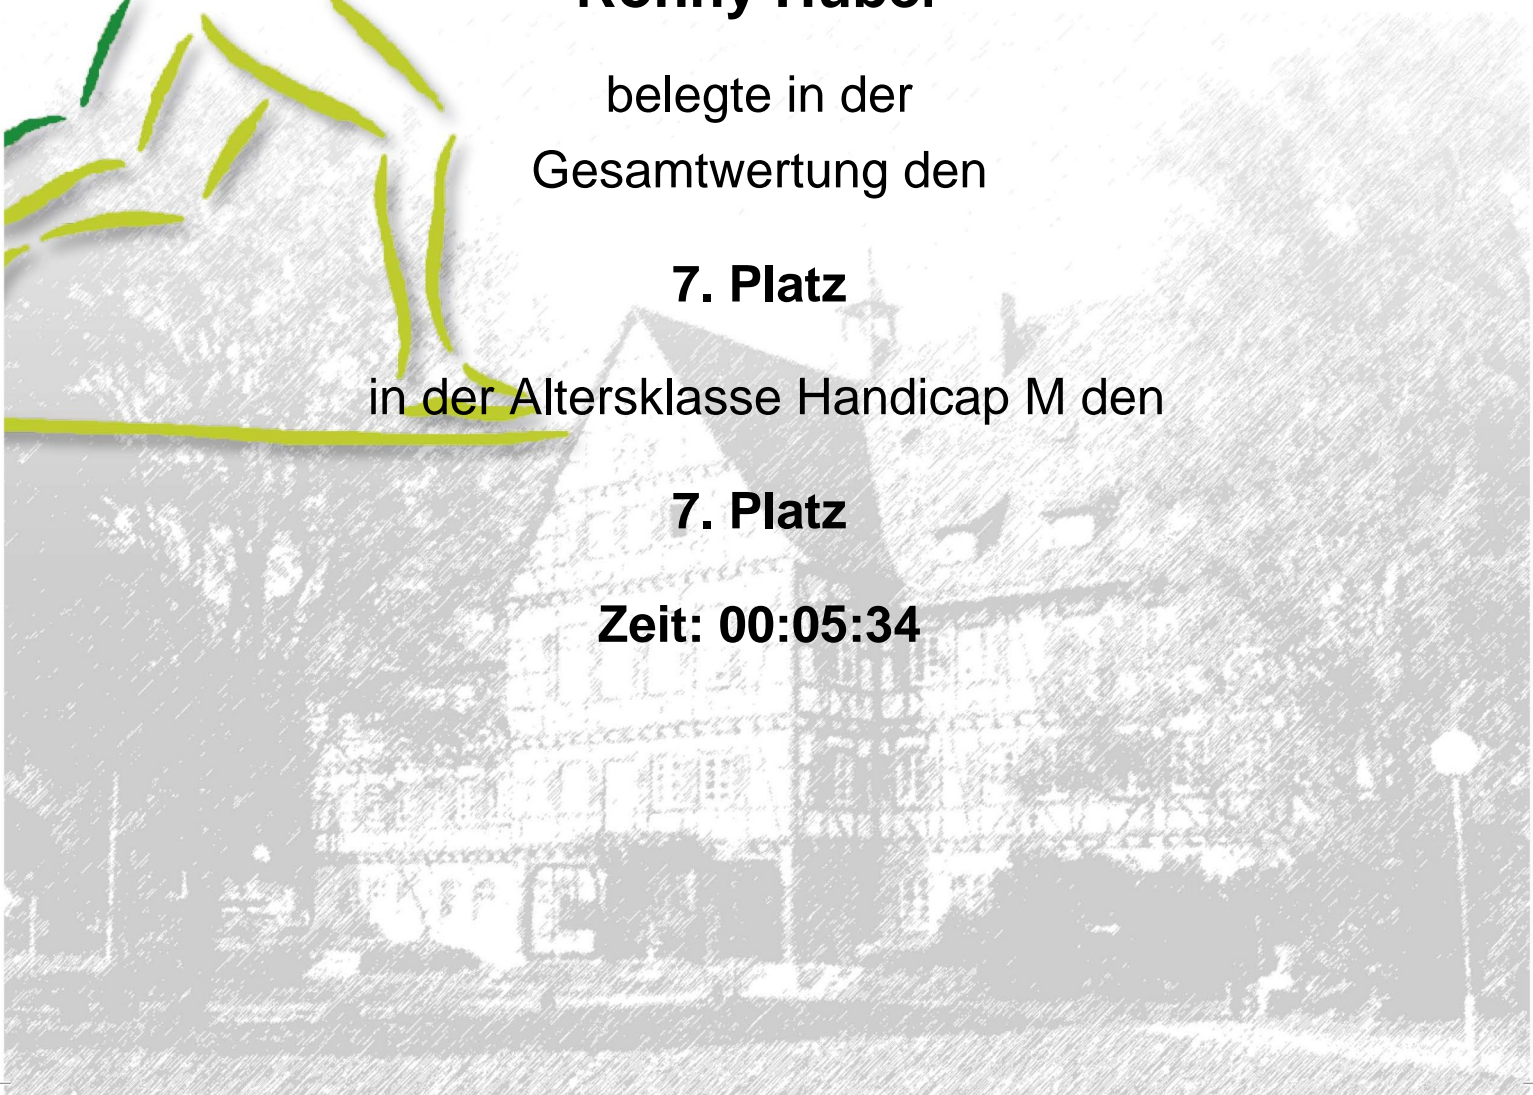 belegte in der
Gesamtwertung den
7. Platz
in der Altersklasse Handicap M den
7. Platz
Zeit: 00:05:34